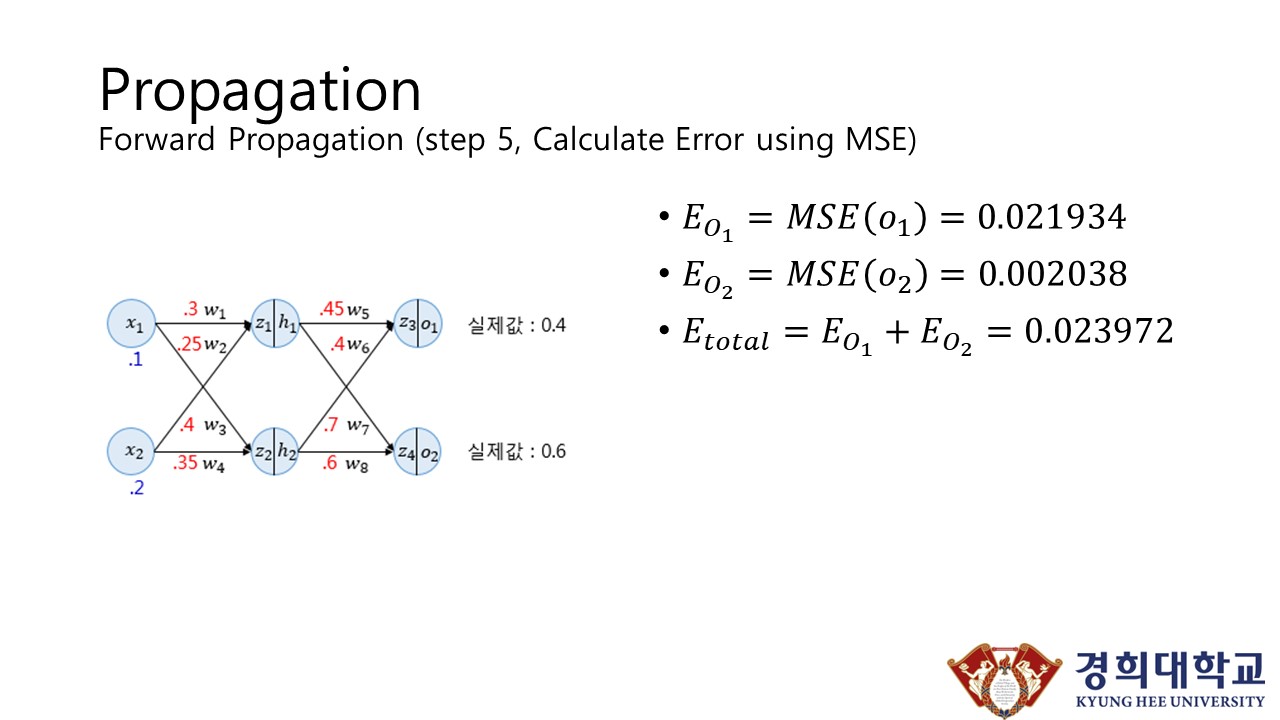 Propagation
Forward Propagation (step 5, Calculate Error using MSE)
• E_{O_1} = MSE(o_1) = 0.021934
• E_{O_2} = MSE(o_2) = 0.002038
• E_{total} = E_{O_1} + E_{O_2} = 0.023972
x_1
.1
.3 w_1
.25 w_2
z_1 h_1
.45 w_5
.4 w_6
z_3 o_1
실제값 : 0.4
x_2
.2
.4 w_3
.35 w_4
z_2 h_2
.7 w_7
.6 w_8
z_4 o_2
실제값 : 0.6
경희대학교
KYUNG HEE UNIVERSITY